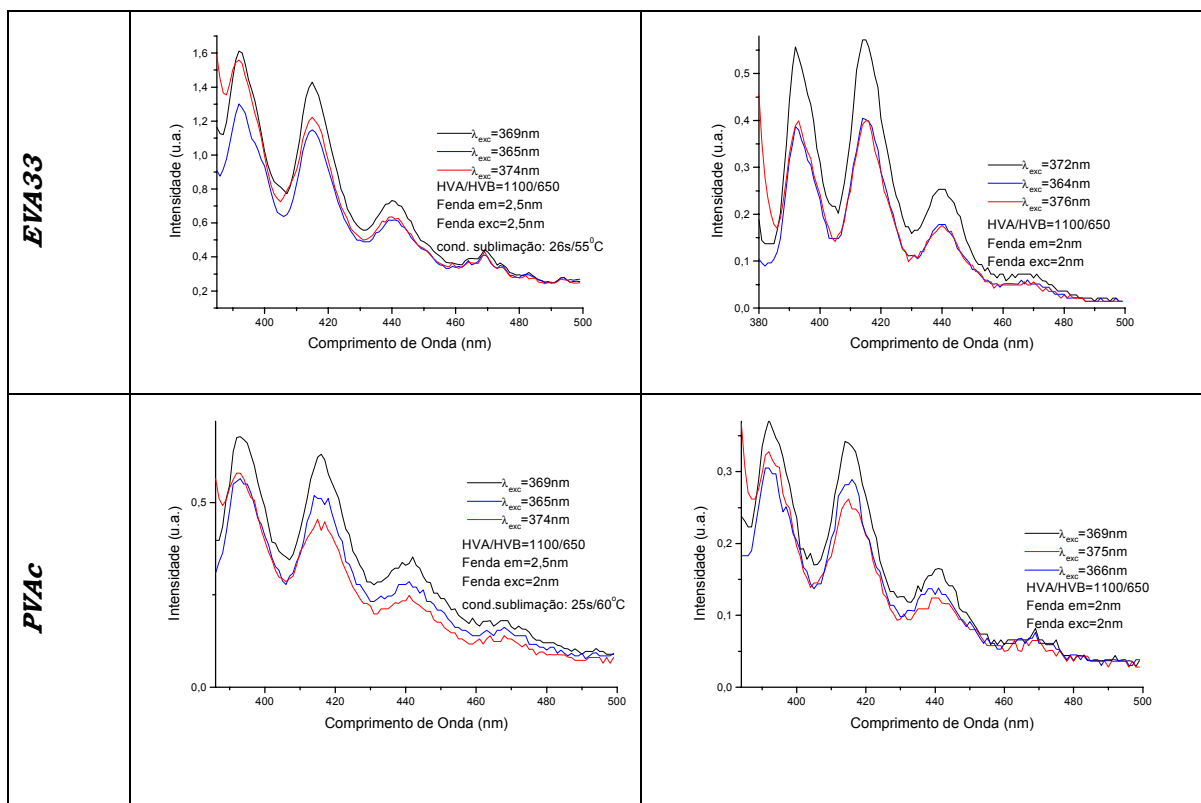 EVA33
1,6
1,4
1,2
1,0
0,8
0,6
0,4
0,2
Intensidade (u.a.)
λexc=369nm
λexc=365nm
λexc=374nm
HVA/HVB=1100/650
Fenda em=2,5nm
Fenda exc=2,5nm
cond. sublimação: 26s/55°C
400 420 440 460 480 500
Comprimento de Onda (nm)
0,5
0,4
0,3
0,2
0,1
0,0
Intensidade (u.a.)
λexc=372nm
λexc=364nm
λexc=376nm
HVA/HVB=1100/650
Fenda em=2nm
Fenda exc=2nm
380 400 420 440 460 480 500
Comprimento de Onda (nm)
PVAc
0,5
0,0
Intensidade (u.a.)
λexc=369nm
λexc=365nm
λexc=374nm
HVA/HVB=1100/650
Fenda em=2,5nm
Fenda exc=2nm
cond.sublimação: 25s/60°C
400 420 440 460 480 500
Comprimento de Onda (nm)
0,3
0,2
0,1
0,0
Intensidade (u.a.)
λexc=369nm
λexc=375nm
λexc=366nm
HVA/HVB=1100/650
Fenda em=2nm
Fenda exc=2nm
400 420 440 460 480 500
Comprimento de Onda (nm)